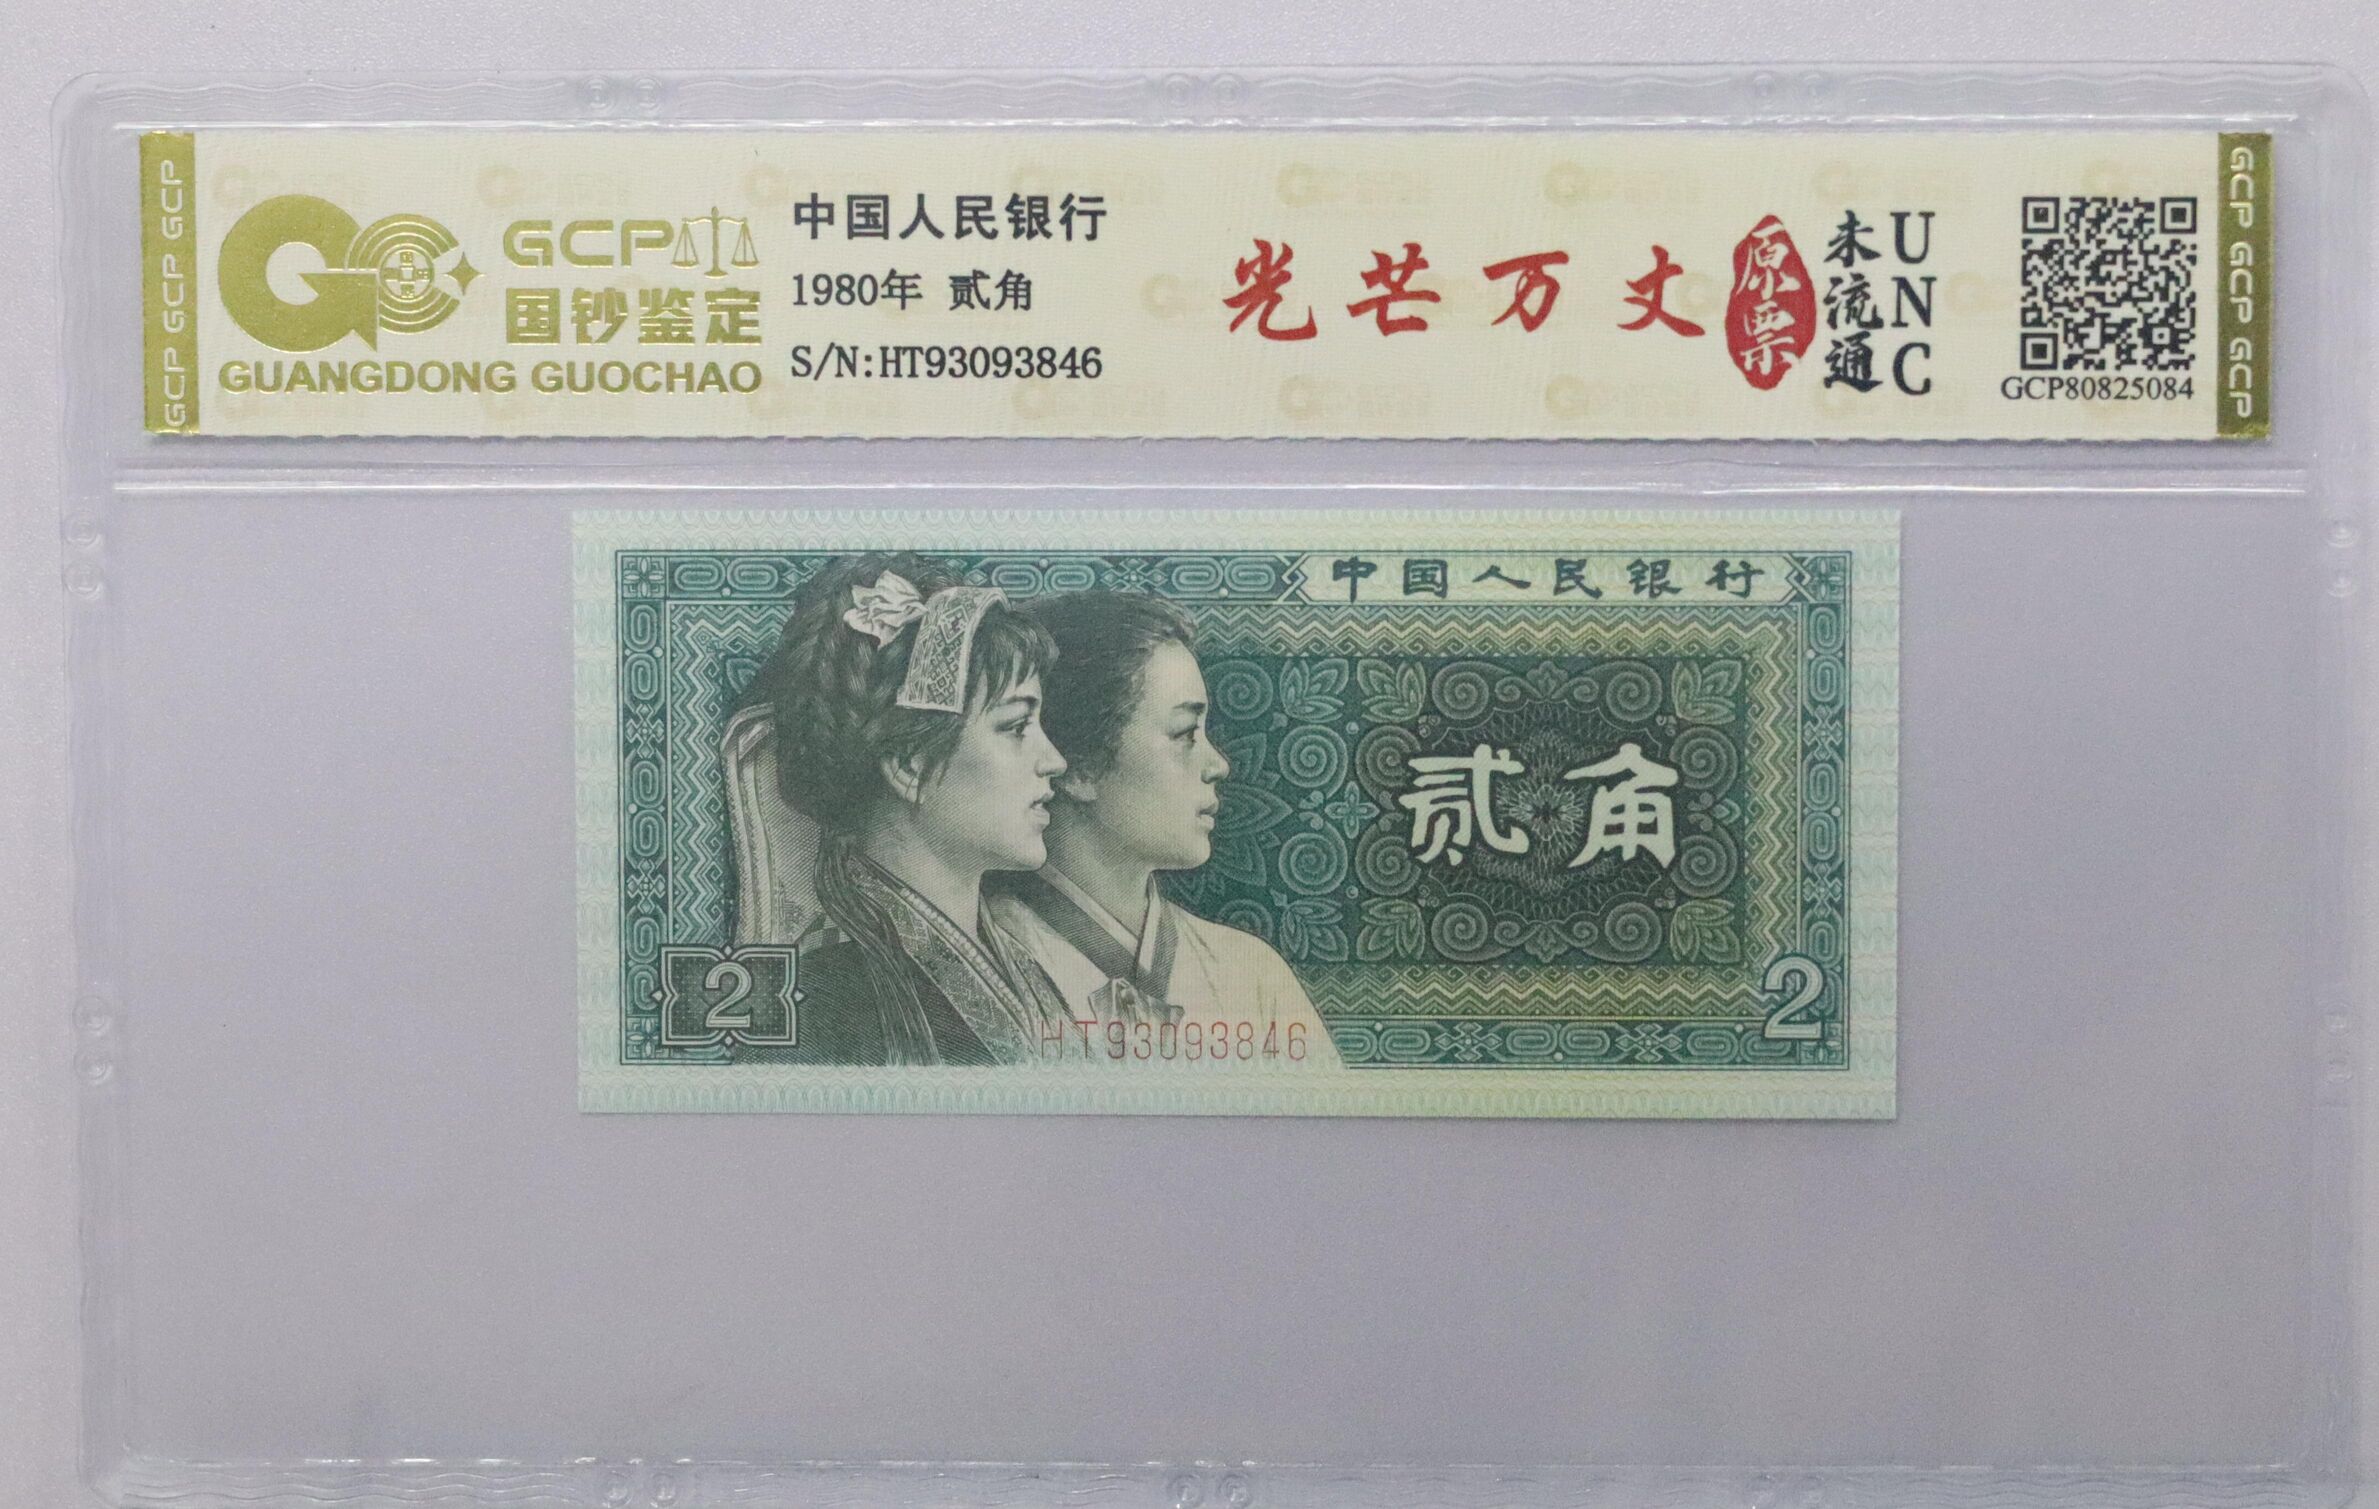 GCP GCP GCP
GCP
国钞鉴定
GUANGDONG GUOCHAO
中国人民银行
1980年 贰角
S/N:HT93093846
光芒万丈
原票
未流通
UNC
GCP80825084
GCP GCP GCP
中国人民银行
贰角
2
2
HT93093846